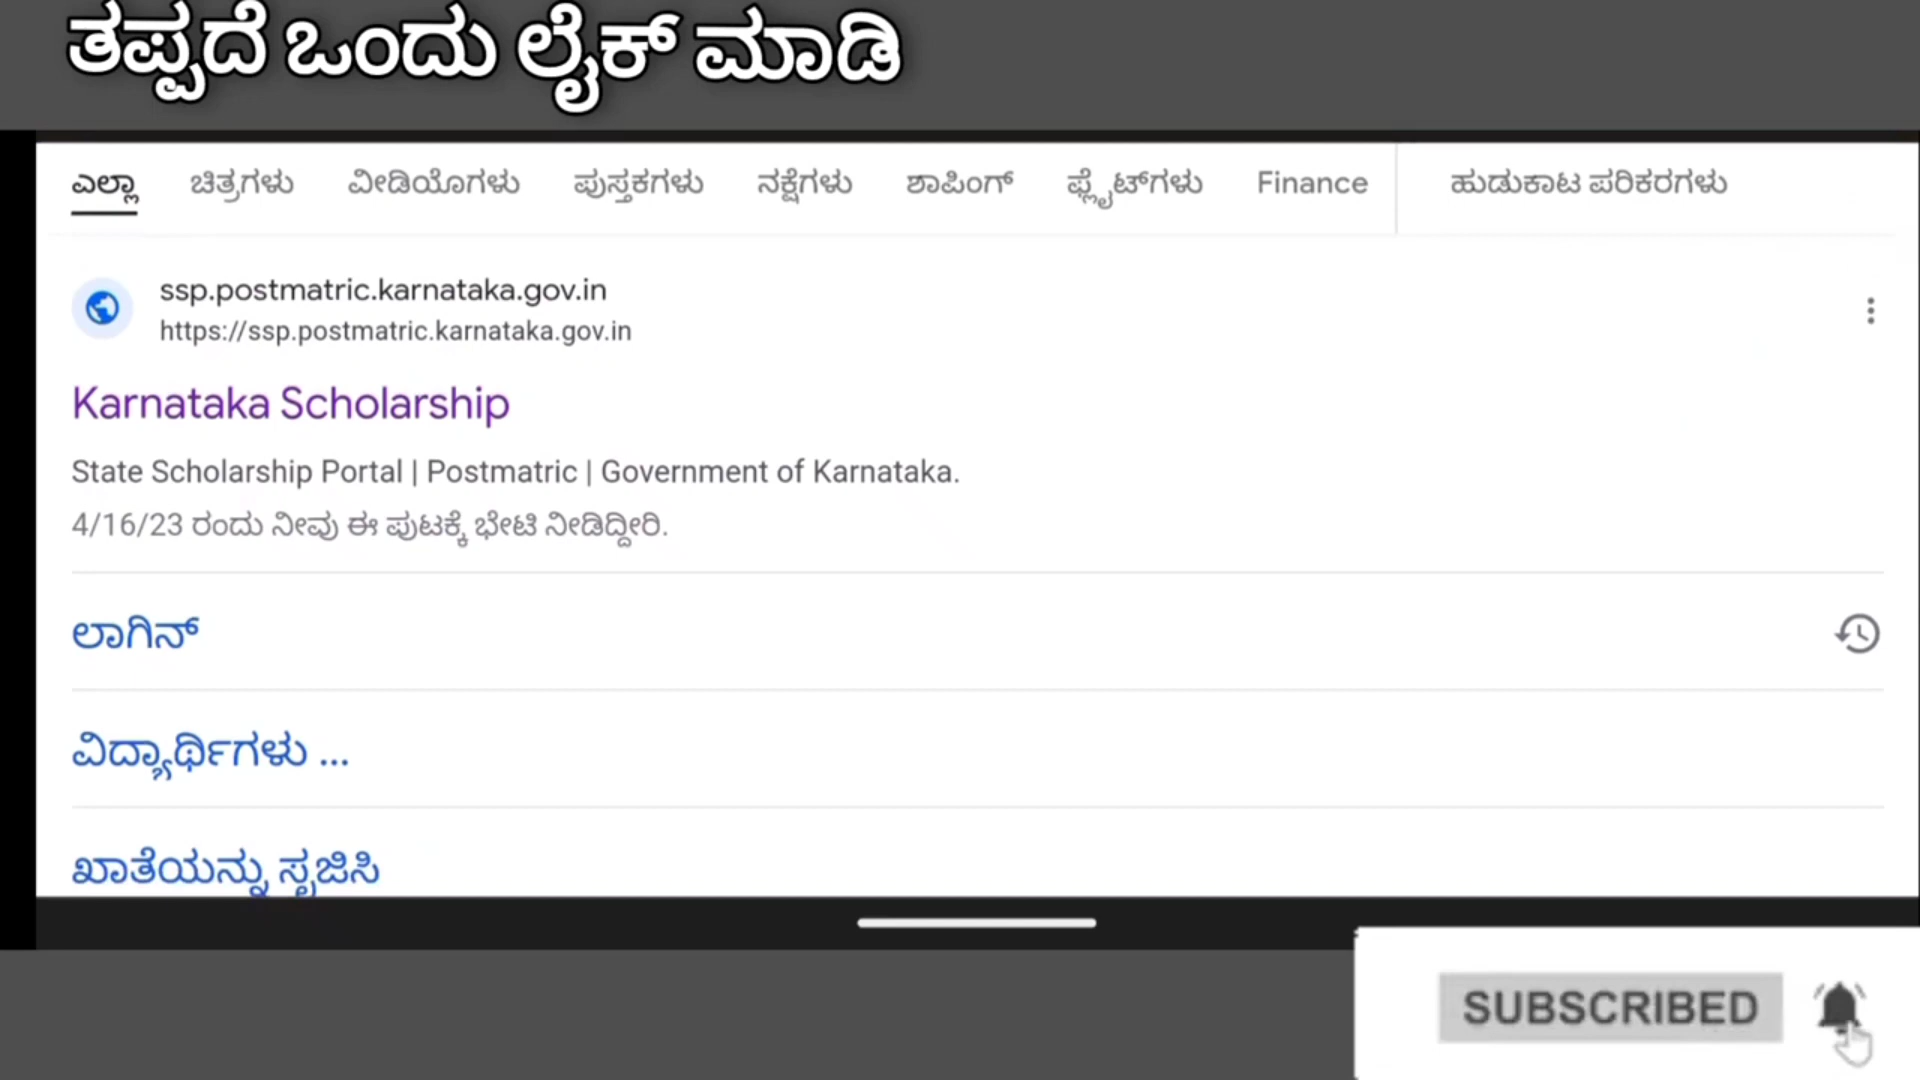 ತಪ್ಪದೆ ಒಂದು ಲೈಕ್ ಮಾಡಿ
ಎಲ್ಲಾ ಚಿತ್ರಗಳು ವೀಡಿಯೊಗಳು ಪುಸ್ತಕಗಳು ನಕ್ಷೆಗಳು ಶಾಪಿಂಗ್ ಫ್ಲೈಟ್‌ಗಳು Finance ಹುಡುಕಾಟ ಪರಿಕರಗಳು
ssp.postmatric.karnataka.gov.in
https://ssp.postmatric.karnataka.gov.in
Karnataka Scholarship
State Scholarship Portal | Postmatric | Government of Karnataka.
4/16/23 ರಂದು ನೀವು ಈ ಪುಟಕ್ಕೆ ಭೇಟಿ ನೀಡಿದ್ದೀರಿ.
ಲಾಗಿನ್
ವಿದ್ಯಾರ್ಥಿಗಳು ...
ಖಾತೆಯನ್ನು ಸೃಜಿಸಿ
SUBSCRIBED